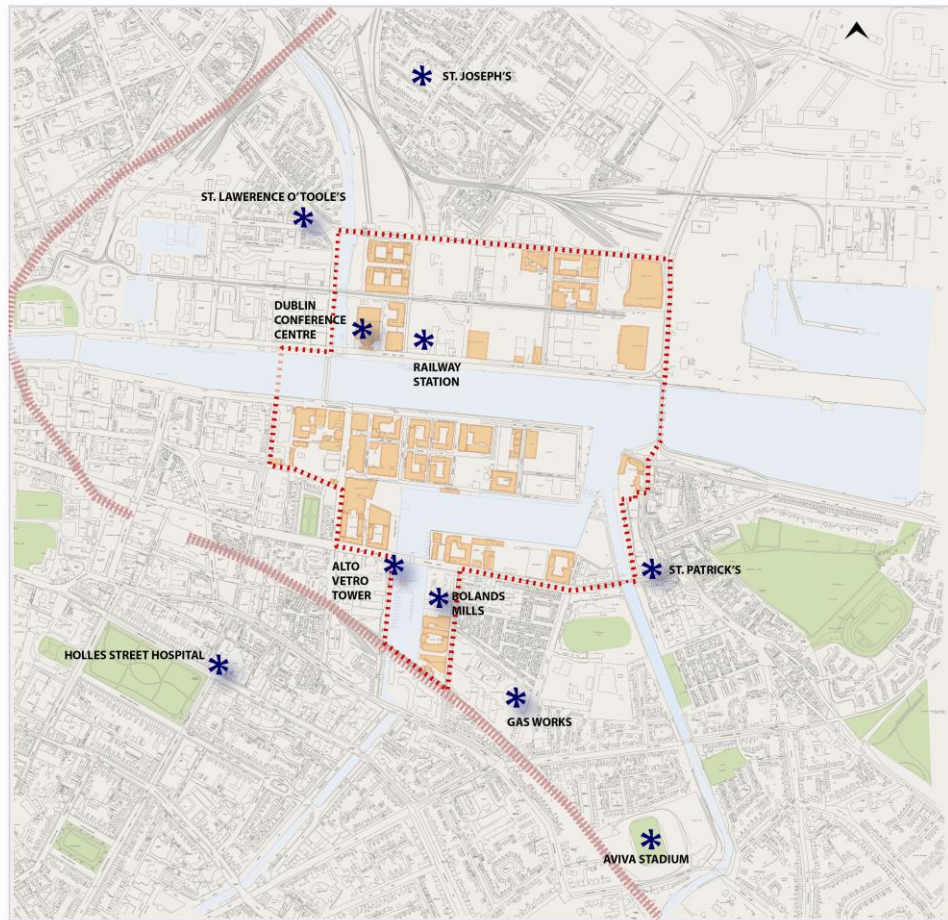 ST. JOSEPH'S
ST. LAWERENCE O'TOOLE'S
DUBLIN
CONFERENCE
CENTRE
RAILWAY
STATION
ALTO
VETRO
TOWER
ST. PATRICK'S
BOLANDS
MILLS
HOLLES STREET HOSPITAL
GAS WORKS
AVIVA STADIUM